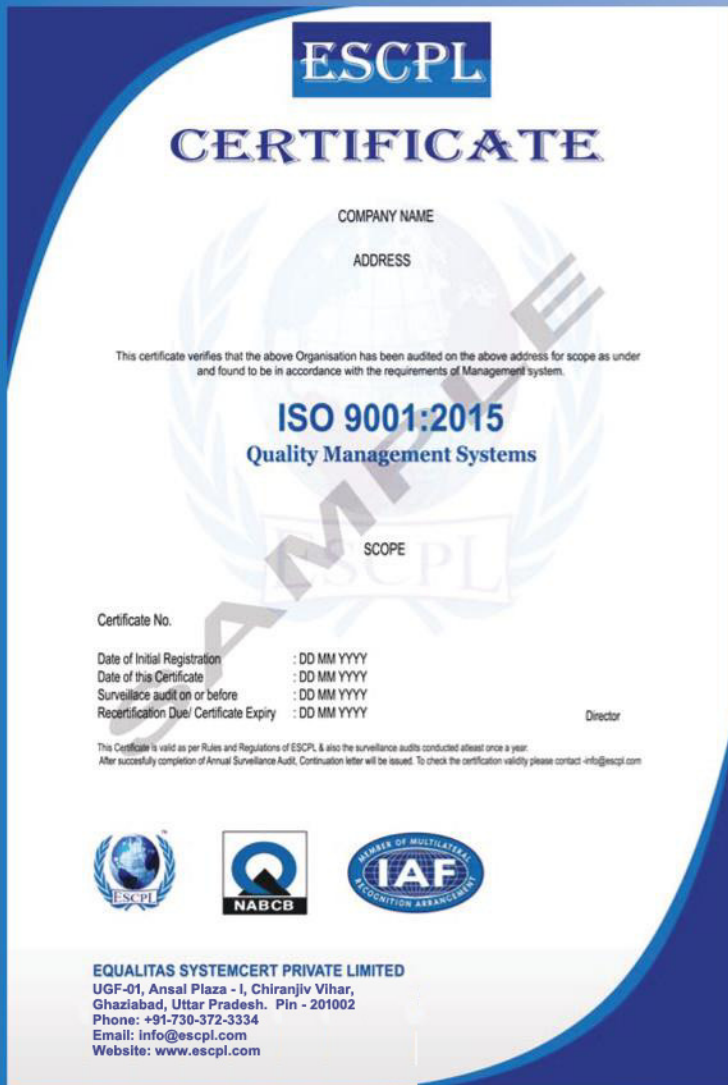 ESCPL
CERTIFICATE
COMPANY NAME
ADDRESS
This certificate verifies that the above Organisation has been audited on the above address for scope as under
and found to be in accordance with the requirements of Management system.
ISO 9001:2015
Quality Management Systems
SAMPLE
ESCPL
SCOPE
Certificate No.
Date of Initial Registration : DD MM YYYY
Date of this Certificate : DD MM YYYY
Surveillace audit on or before : DD MM YYYY
Recertification Due/ Certificate Expiry : DD MM YYYY
Director
This Certificate is valid as per Rules and Regulations of ESCPL & also the surveillance audits conducted atleast once a year.
After succesfully completion of Annual Surveillance Audit, Continuation letter will be issued. To check the certification validity please contact -info@escpl.com
TM
ESCPL
NABCB
MEMBER OF MULTILATERAL
IAF
RECOGNITION ARRANGEMENT
EQUALITAS SYSTEMCERT PRIVATE LIMITED
UGF-01, Ansal Plaza - I, Chiranjiv Vihar,
Ghaziabad, Uttar Pradesh. Pin - 201002
Phone: +91-730-372-3334
Email: info@escpl.com
Website: www.escpl.com